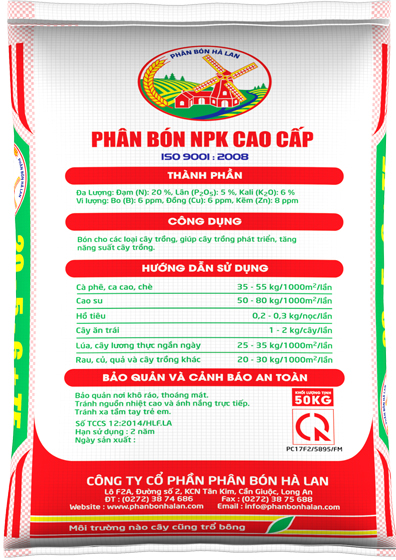 PHÂN BÓN HÀ LAN
PHÂN BÓN NPK CAO CẤP
ISO 9001 : 2008
THÀNH PHẦN
Đa Lượng: Đạm (N): 20 %, Lân (P₂O₅): 5 %, Kali (K₂O): 6 %
Vi lượng: Bo (B): 6 ppm, Đồng (Cu): 6 ppm, Kẽm (Zn): 8 ppm
CÔNG DỤNG
Bón cho các loại cây trồng, giúp cây trồng phát triển, tăng
năng suất cây trồng.
HƯỚNG DẪN SỬ DỤNG
Cà phê, ca cao, chè 35 - 55 kg/1000m²/lần
Cao su 50 - 80 kg/1000m²/lần
Hồ tiêu 0,2 - 0,3 kg/nọc/lần
Cây ăn trái 1 - 2 kg/cây/lần
Lúa, cây lương thực ngắn ngày 25 - 35 kg/1000m²/lần
Rau, củ, quả và cây trồng khác 20 - 30 kg/1000m²/lần
BẢO QUẢN VÀ CẢNH BÁO AN TOÀN
Bảo quản nơi khô ráo, thoáng mát.
Tránh nguồn nhiệt cao và ánh nắng trực tiếp.
Tránh xa tầm tay trẻ em.
Số TCCS 12:2014/HLF.LA
Hạn sử dụng : 2 năm
Ngày sản xuất :
KHỐI LƯỢNG TỊNH
50KG
PC17F2/5895/FM
CÔNG TY CỔ PHẦN PHÂN BÓN HÀ LAN
Lô F2A, Đường số 2, KCN Tân Kim, Cần Giuộc, Long An
ĐT : (0272) 38 74 686 Fax : (0272) 38 75 688
Website : www.phanbonhalan.com Email : info@phanbonhalan.com
Môi trường nào cây cũng trổ bông
20 - 5 - 6 + TE